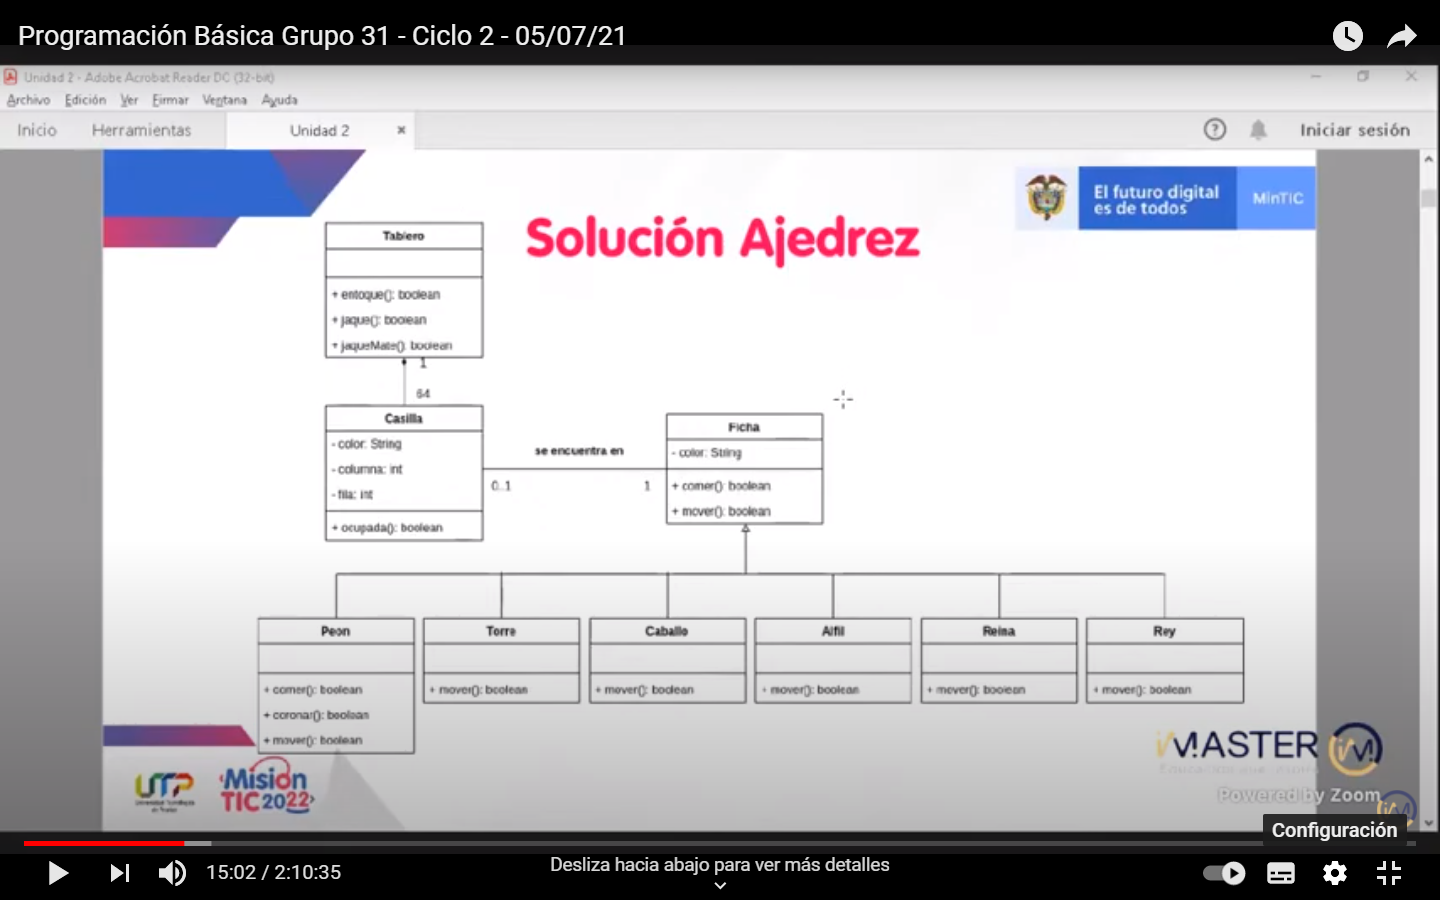 Programación Básica Grupo 31 - Ciclo 2 - 05/07/21
Unidad 2 - Adobe Acrobat Reader DC (32-bit)
Archivo Edición Ver Firmar Ventana Ayuda
Inicio Herramientas Unidad 2 Iniciar sesión
El futuro digital
es de todos
MinTIC
Solución Ajedrez
Tablero
+ entoque(): boolean
+ jaque(): boolean
+ jaqueMate(): boolean
1
64
Casilla
- color: String
- columna: int
- fila: int
+ ocupada(): boolean
se encuentra en
0..1
1
Ficha
- color: String
+ comer(): boolean
+ mover(): boolean
Peon
+ comer(): boolean
+ coronar(): boolean
+ mover(): boolean
Torre
+ mover(): boolean
Caballo
+ mover(): boolean
Alfil
+ mover(): boolean
Reina
+ mover(): boolean
Rey
+ mover(): boolean
UTP
Misión
TIC 2022
iMASTER
Powered by Zoom
Configuración
15:02 / 2:10:35
Desliza hacia abajo para ver más detalles